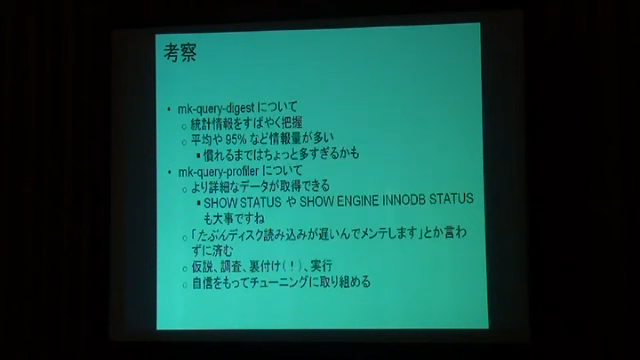 考察
• mk-query-digest について
○ 統計情報をすばやく把握
○ 平均や 95% など情報量が多い
▪ 慣れるまではちょっと多すぎるかも
• mk-query-profiler について
○ より詳細なデータが取得できる
▪ SHOW STATUS や SHOW ENGINE INNODB STATUS
も大事ですね
○ 「たぶんディスク読み込みが遅いんでメンテします」とか言わ
ずに済む
○ 仮説、調査、裏付け(！)、実行
○ 自信をもってチューニングに取り組める